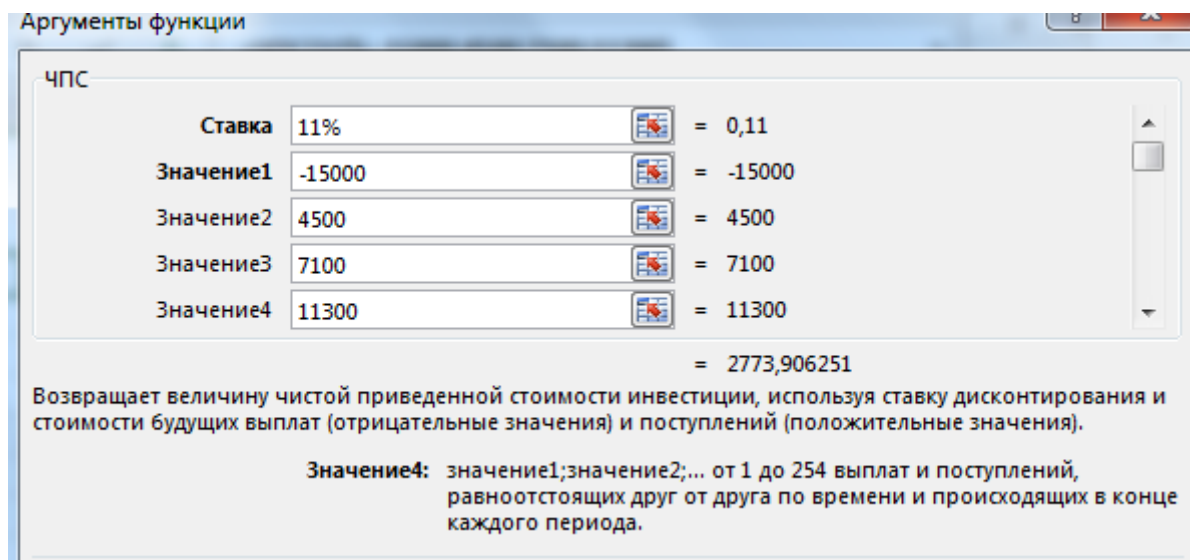 Аргументы функции
ЧПС
Ставка 11% = 0,11
Значение1 -15000 = -15000
Значение2 4500 = 4500
Значение3 7100 = 7100
Значение4 11300 = 11300
= 2773,906251
Возвращает величину чистой приведенной стоимости инвестиции, используя ставку дисконтирования и
стоимости будущих выплат (отрицательные значения) и поступлений (положительные значения).
Значение4: значение1;значение2;... от 1 до 254 выплат и поступлений,
равноотстоящих друг от друга по времени и происходящих в конце
каждого периода.